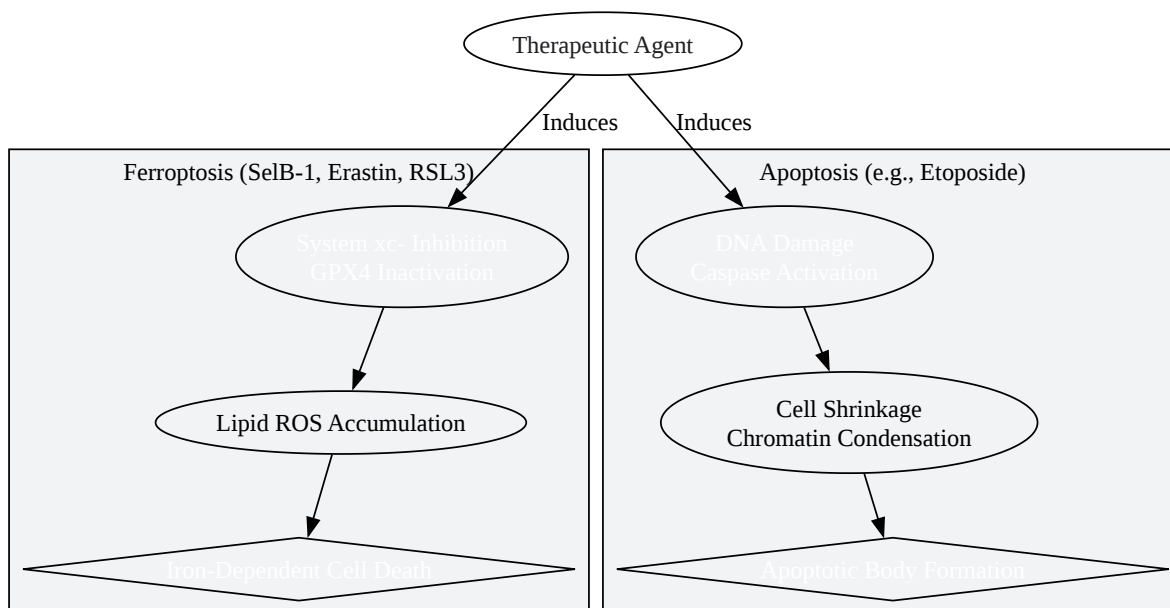 Therapeutic Agent
Induces
Induces
Ferroptosis (SelB-1, Erastin, RSL3)
System xc- Inhibition
GPX4 Inactivation
Lipid ROS Accumulation
Iron-Dependent Cell Death
Apoptosis (e.g., Etoposide)
DNA Damage
Caspase Activation
Cell Shrinkage
Chromatin Condensation
Apoptotic Body Formation